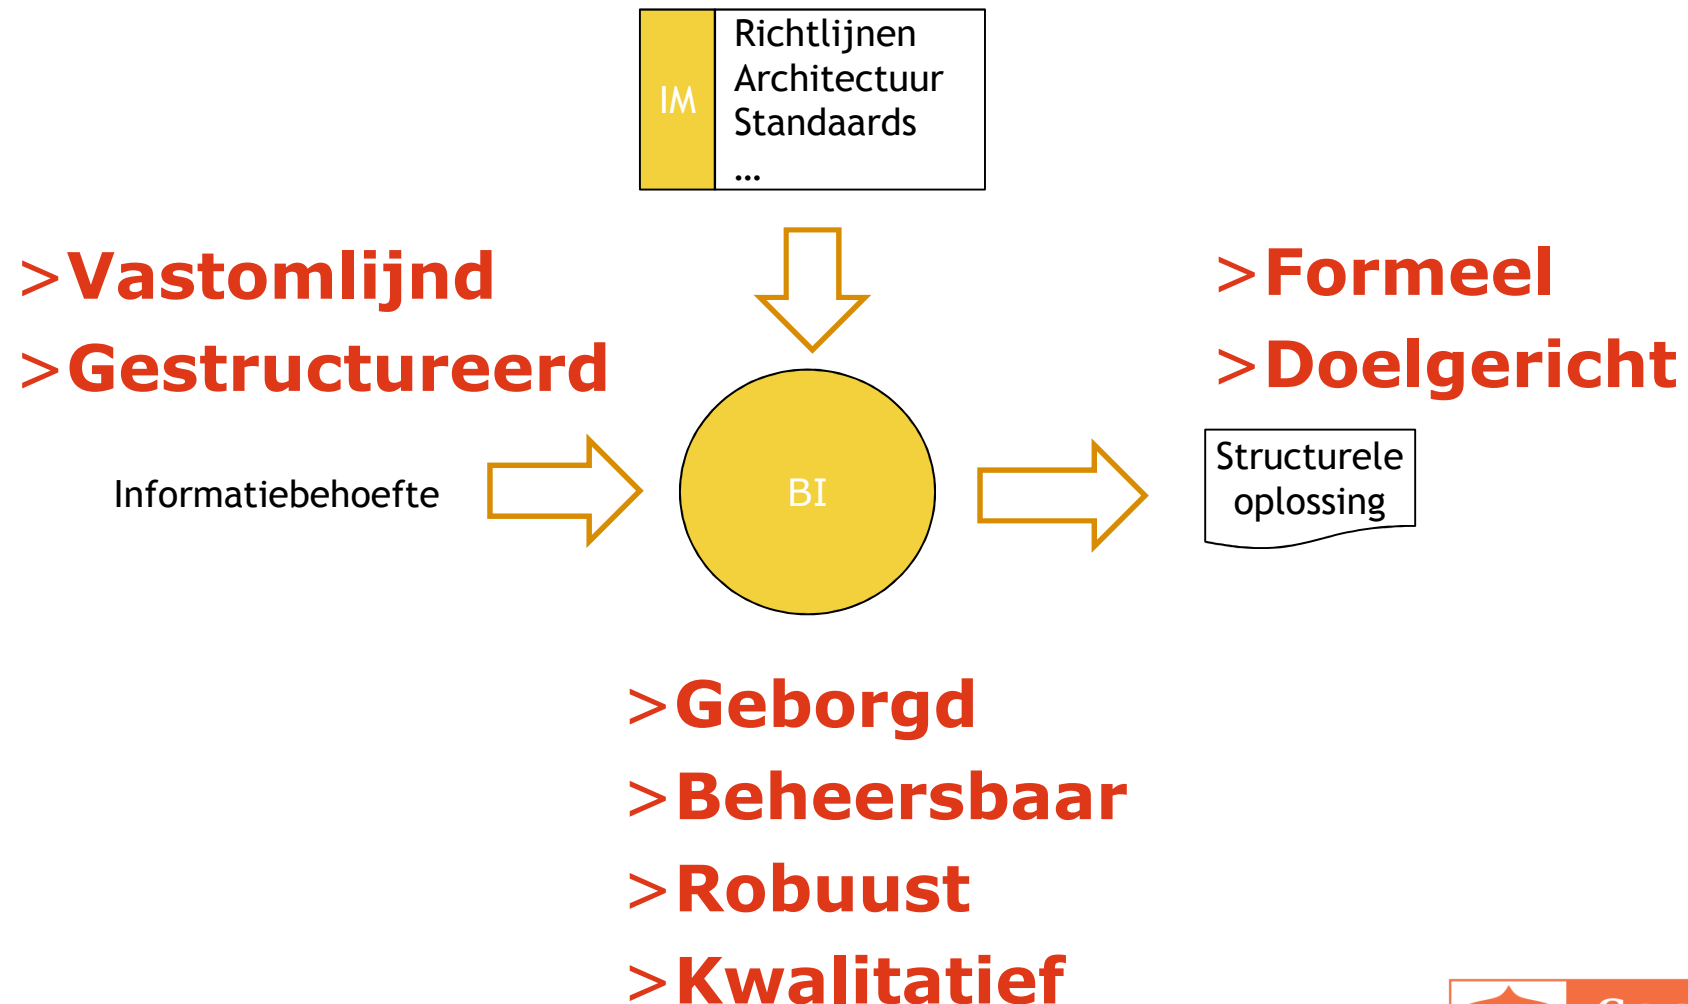 Richtlijnen
Architectuur
IM
Standaards
...
>Vastomlijnd
>Gestructureerd
>Formeel
>Doelgericht
Informatiebehoefte
BI
Structurele
oplossing
>Geborgd
>Beheersbaar
>Robuust
>Kwalitatief